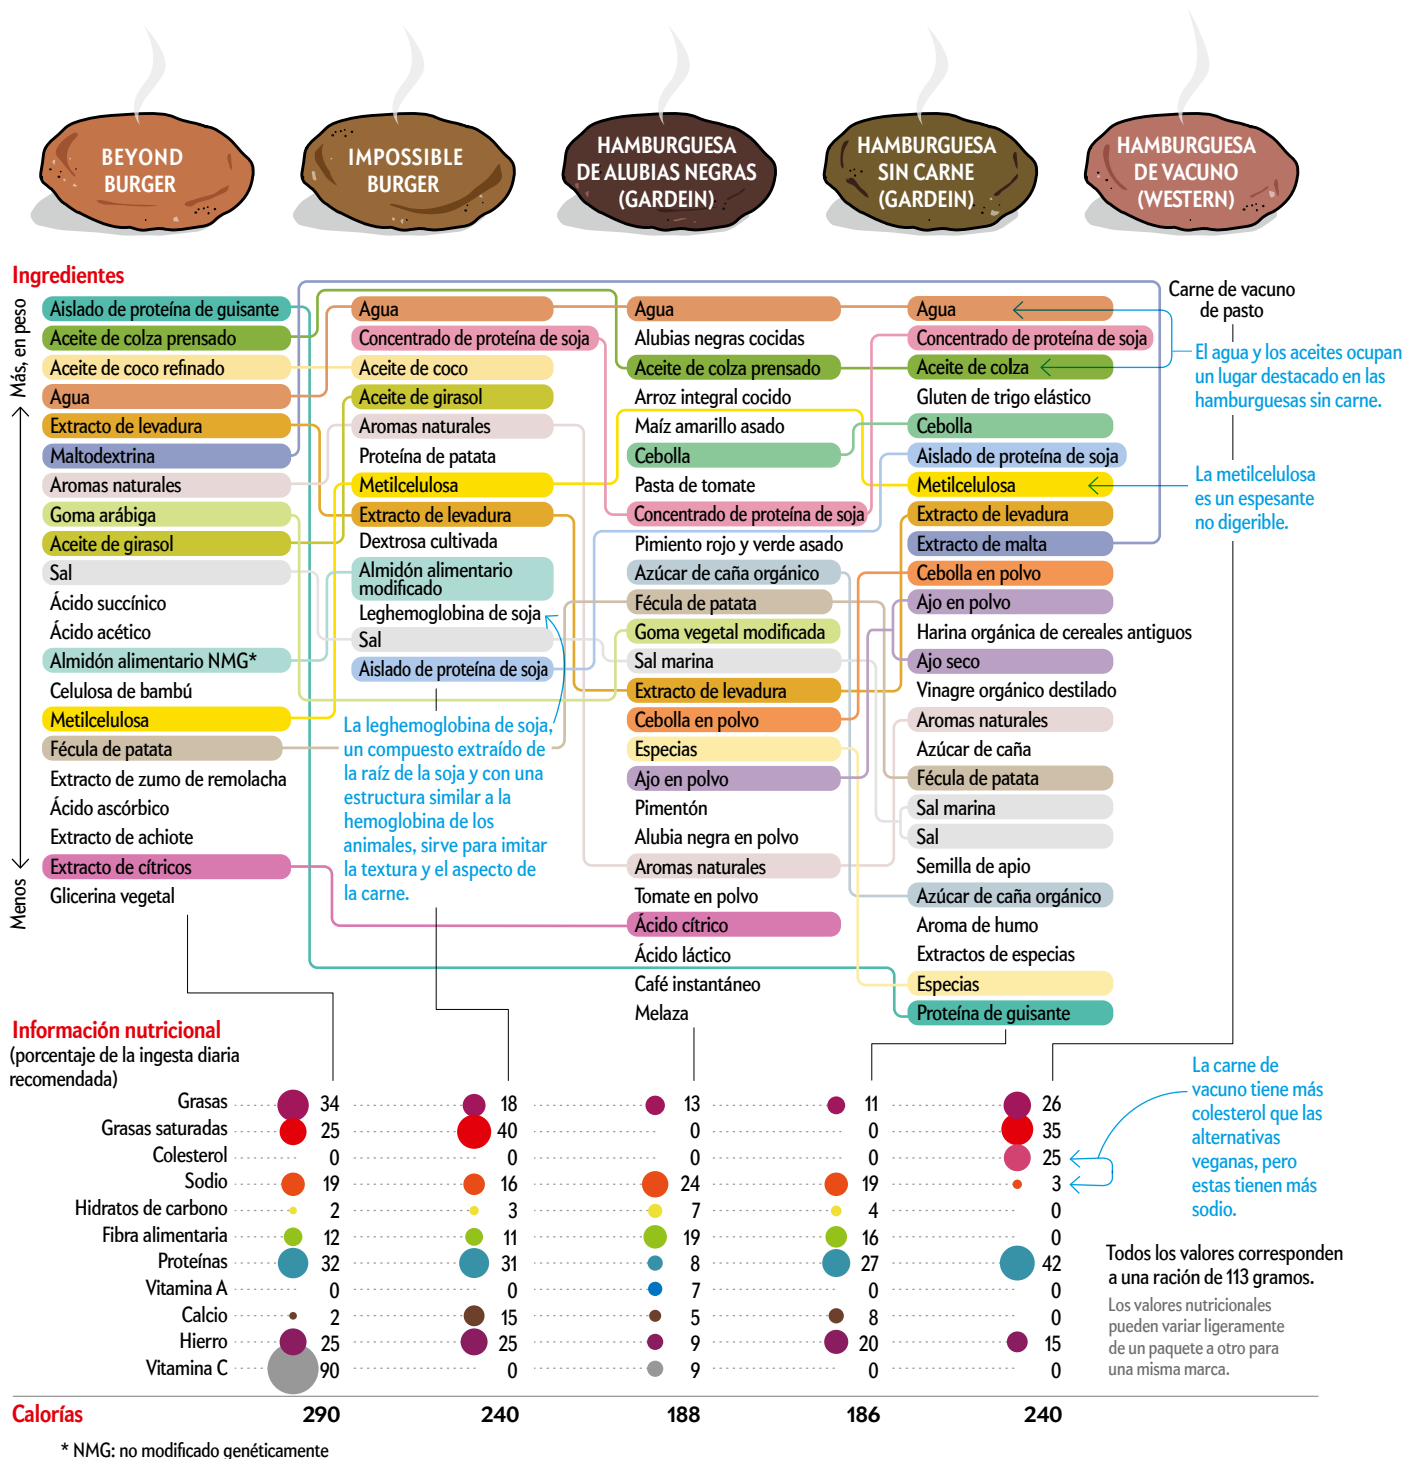 BEYOND
BURGER
IMPOSSIBLE
BURGER
HAMBURGUESA
DE ALUBIAS NEGRAS
(GARDEIN)
HAMBURGUESA
SIN CARNE
(GARDEIN)
HAMBURGUESA
DE VACUNO
(WESTERN)
Ingredientes
Más, en peso
Menos
Aislado de proteína de guisante
Aceite de colza prensado
Aceite de coco refinado
Agua
Extracto de levadura
Maltodextrina
Aromas naturales
Goma arábiga
Aceite de girasol
Sal
Ácido succínico
Ácido acético
Almidón alimentario NMG*
Celulosa de bambú
Metilcelulosa
Fécula de patata
Extracto de zumo de remolacha
Ácido ascórbico
Extracto de achiote
Extracto de cítricos
Glicerina vegetal
Agua
Concentrado de proteína de soja
Aceite de coco
Aceite de girasol
Aromas naturales
Proteína de patata
Metilcelulosa
Extracto de levadura
Dextrosa cultivada
Almidón alimentario
modificado
Leghemoglobina de soja
Sal
Aislado de proteína de soja
La leghemoglobina de soja,
un compuesto extraído de
la raíz de la soja y con una
estructura similar a la
hemoglobina de los
animales, sirve para imitar
la textura y el aspecto de
la carne.
Agua
Alubias negras cocidas
Aceite de colza prensado
Arroz integral cocido
Maíz amarillo asado
Cebolla
Pasta de tomate
Concentrado de proteína de soja
Pimiento rojo y verde asado
Azúcar de caña orgánico
Fécula de patata
Goma vegetal modificada
Sal marina
Extracto de levadura
Cebolla en polvo
Especias
Ajo en polvo
Pimentón
Alubia negra en polvo
Aromas naturales
Tomate en polvo
Ácido cítrico
Ácido láctico
Café instantáneo
Melaza
Agua
Concentrado de proteína de soja
Aceite de colza
Gluten de trigo elástico
Cebolla
Aislado de proteína de soja
Metilcelulosa
Extracto de levadura
Extracto de malta
Cebolla en polvo
Ajo en polvo
Harina orgánica de cereales antiguos
Ajo seco
Vinagre orgánico destilado
Aromas naturales
Azúcar de caña
Fécula de patata
Sal marina
Sal
Semilla de apio
Azúcar de caña orgánico
Aroma de humo
Extractos de especias
Especias
Proteína de guisante
Carne de vacuno
de pasto
El agua y los aceites ocupan
un lugar destacado en las
hamburguesas sin carne.
La metilcelulosa
es un espesante
no digerible.
Información nutricional
(porcentaje de la ingesta diaria
recomendada)
Grasas 34 18 13 11 26
Grasas saturadas 25 40 0 0 35
Colesterol 0 0 0 0 25
Sodio 19 16 24 19 3
Hidratos de carbono 2 3 7 4 0
Fibra alimentaria 12 11 19 16 0
Proteínas 32 31 8 27 42
Vitamina A 0 0 7 0 0
Calcio 2 15 5 8 0
Hierro 25 25 9 20 15
Vitamina C 90 0 9 0 0
La carne de
vacuno tiene más
colesterol que las
alternativas
veganas, pero
estas tienen más
sodio.
Todos los valores corresponden
a una ración de 113 gramos.
Los valores nutricionales
pueden variar ligeramente
de un paquete a otro para
una misma marca.
Calorías 290 240 188 186 240
* NMG: no modificado genéticamente